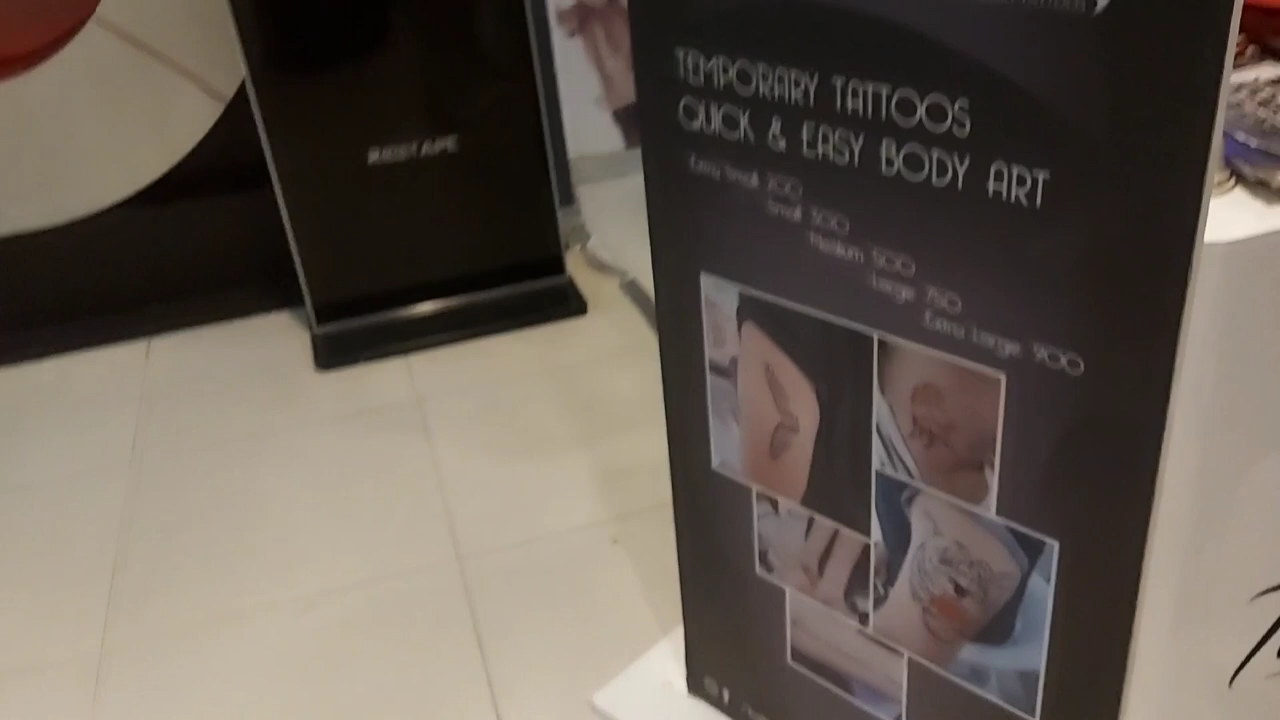 TEMPORARY TATTOOS
QUICK & EASY BODY ART
Extra Small 200
Small 300
Medium 500
Large 750
Extra Large 900